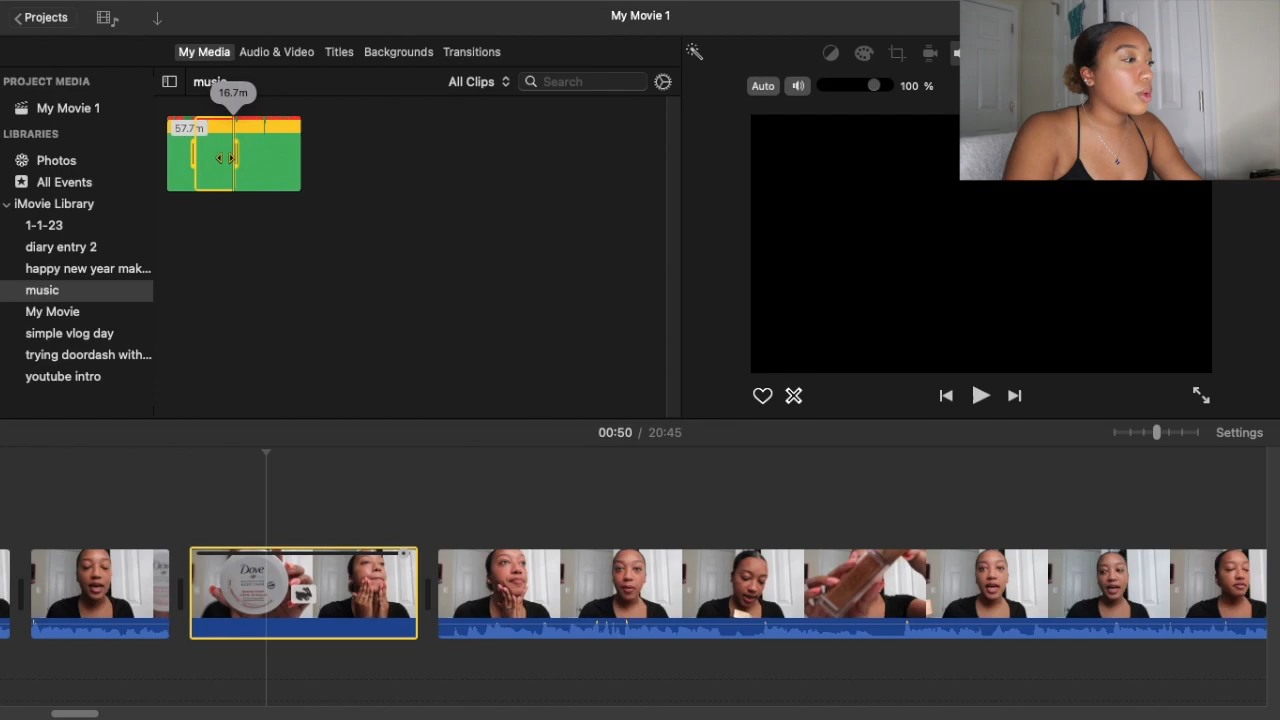 Projects
My Movie 1
My Media
Audio & Video
Titles
Backgrounds
Transitions
PROJECT MEDIA
My Movie 1
LIBRARIES
Photos
All Events
iMovie Library
1-1-23
diary entry 2
happy new year mak...
music
My Movie
simple vlog day
trying doordash with...
youtube intro
music
All Clips
Search
16.7m
57.7m
Auto
100 %
00:50 / 20:45
Settings
Dove